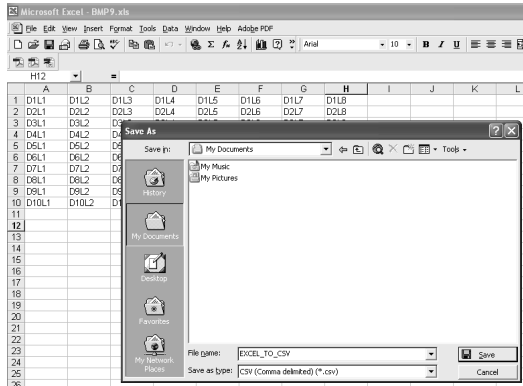 Microsoft Excel - BMP9.xls
File Edit View Insert Format Tools Data Window Help Adobe PDF
Arial 10 B I U
H12 =
A B C D E F G H I J K L
1 D1L1 D1L2 D1L3 D1L4 D1L5 D1L6 D1L7 D1L8
2 D2L1 D2L2 D2L3 D2L4 D2L5 D2L6 D2L7 D2L8
3 D3L1 D3L2
4 D4L1 D4L2
5 D5L1 D5L2
6 D6L1 D6L2
7 D7L1 D7L2
8 D8L1 D8L2
9 D9L1 D9L2
10 D10L1 D10L2
11
12
13
14
15
16
17
18
19
20
21
22
23
24
25
26
Save As
Save in: My Documents Tools
My Music
My Pictures
History
My Documents
Desktop
Favorites
My Network Places
File name: EXCEL_TO_CSV Save
Save as type: CSV (Comma delimited) (*.csv) Cancel